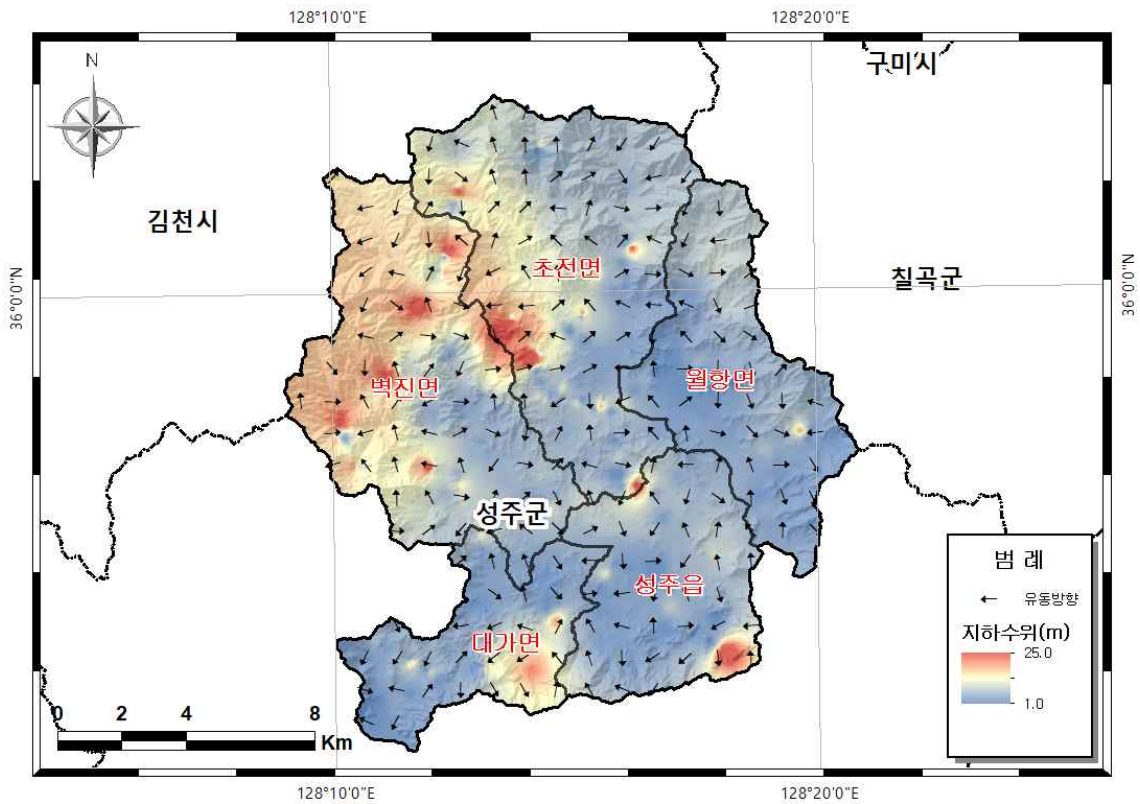 128°10'0"E
128°20'0"E
N
구미시
김천시
36°0'0"N
초전면
칠곡군
36°0'0"N
벽진면
월항면
성주군
성주읍
대가면
범 례
유동방향
지하수위(m)
25.0
1.0
0 2 4 8
Km
128°10'0"E
128°20'0"E